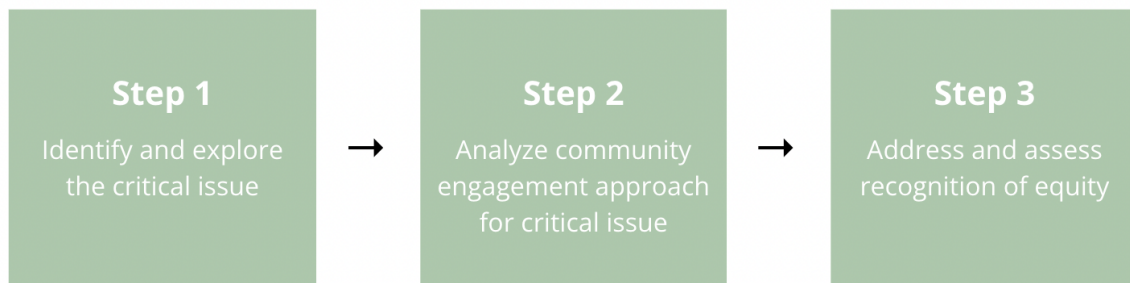 Step 1
Identify and explore
the critical issue
Step 2
Analyze community
engagement approach
for critical issue
Step 3
Address and assess
recognition of equity